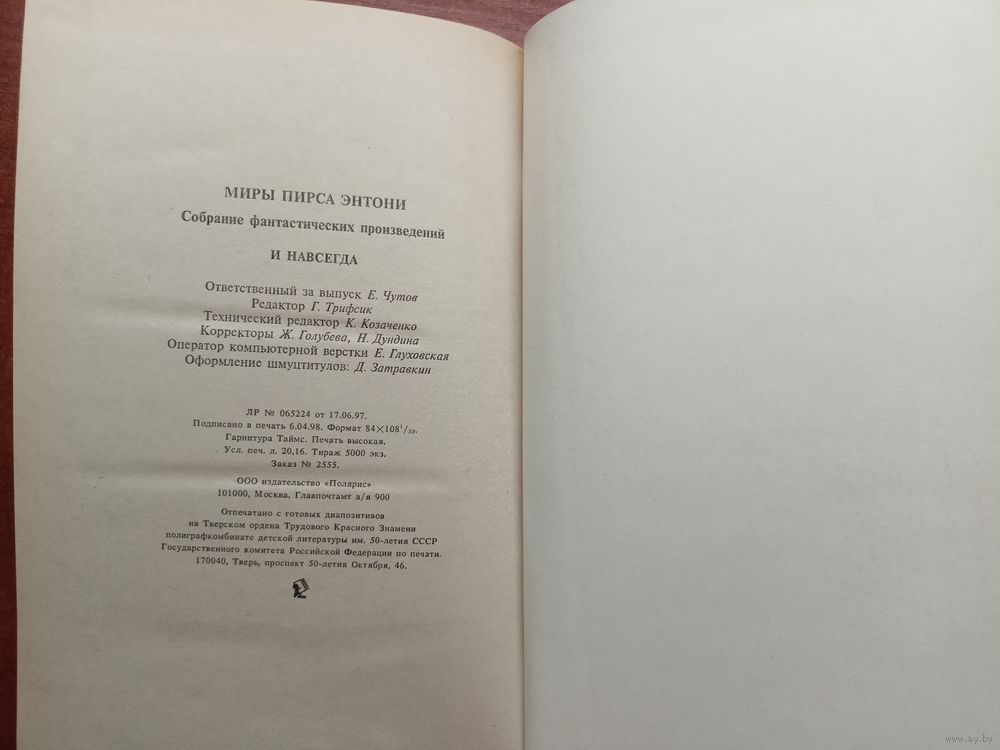 МИРЫ ПИРСА ЭНТОНИ
Собрание фантастических произведений
И НАВСЕГДА
Ответственный за выпуск Е. Чутов
Редактор Г. Трифсик
Технический редактор К. Козаченко
Корректоры Ж. Голубева, Н. Дундина
Оператор компьютерной верстки Е. Глуховская
Оформление шмуцтитулов: Д. Затравкин
ЛР № 065224 от 17.06.97.
Подписано в печать 6.04.98. Формат 84×108¹/₃₂.
Гарнитура Таймс. Печать высокая.
Усл. печ. л. 20,16. Тираж 5000 экз.
Заказ № 2555.
ООО издательство «Полярис»
101000, Москва, Главпочтамт а/я 900
Отпечатано с готовых диапозитивов
на Тверском ордена Трудового Красного Знамени
полиграфкомбинате детской литературы им. 50-летия СССР
Государственного комитета Российской Федерации по печати.
170040, Тверь, проспект 50-летия Октября, 46.
www.ay.by